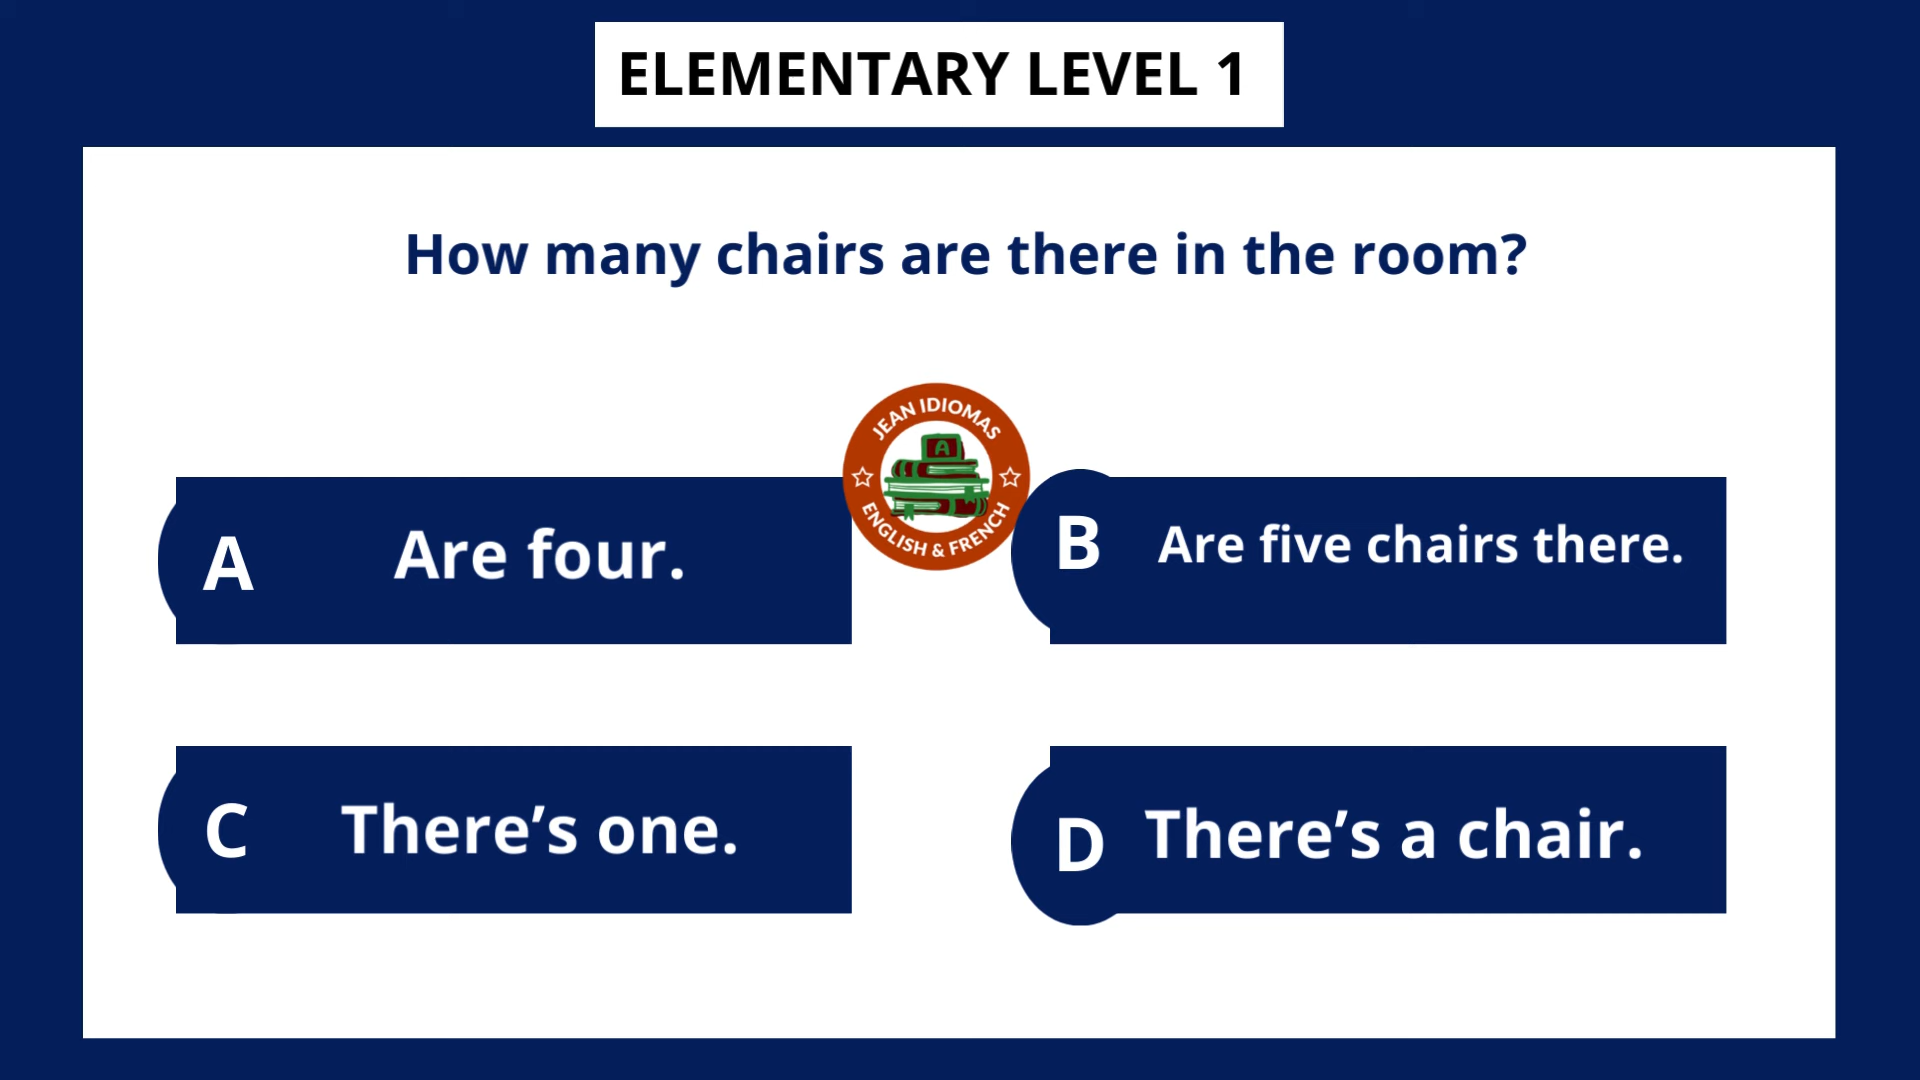 ELEMENTARY LEVEL 1
How many chairs are there in the room?
JEAN IDIOMAS
A
ENGLISH & FRENCH
A
Are four.
B
Are five chairs there.
C
There’s one.
D
There’s a chair.